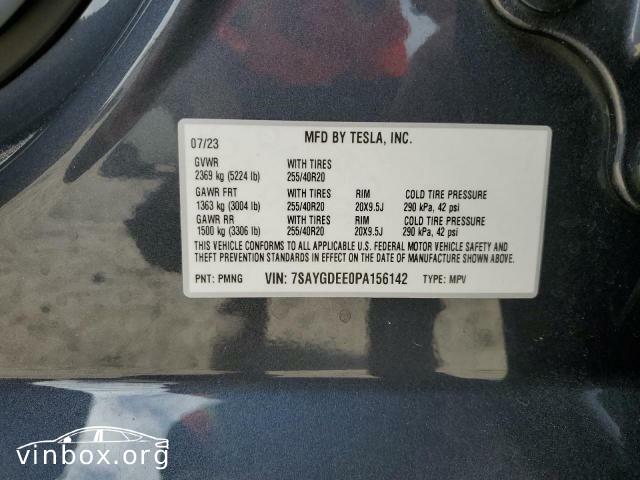 07/23 MFD BY TESLA, INC.
GVWR WITH TIRES
2369 kg (5224 lb) 255/40R20
GAWR FRT WITH TIRES RIM COLD TIRE PRESSURE
1363 kg (3004 lb) 255/40R20 20X9.5J 290 kPa, 42 psi
GAWR RR WITH TIRES RIM COLD TIRE PRESSURE
1500 kg (3306 lb) 255/40R20 20X9.5J 290 kPa, 42 psi
THIS VEHICLE CONFORMS TO ALL APPLICABLE U.S. FEDERAL MOTOR VEHICLE SAFETY AND
THEFT PREVENTION STANDARDS IN EFFECT ON THE DATE OF MANUFACTURE SHOWN ABOVE.
PNT: PMNG VIN: 7SAYGDEE0PA156142 TYPE: MPV
vinbox.org